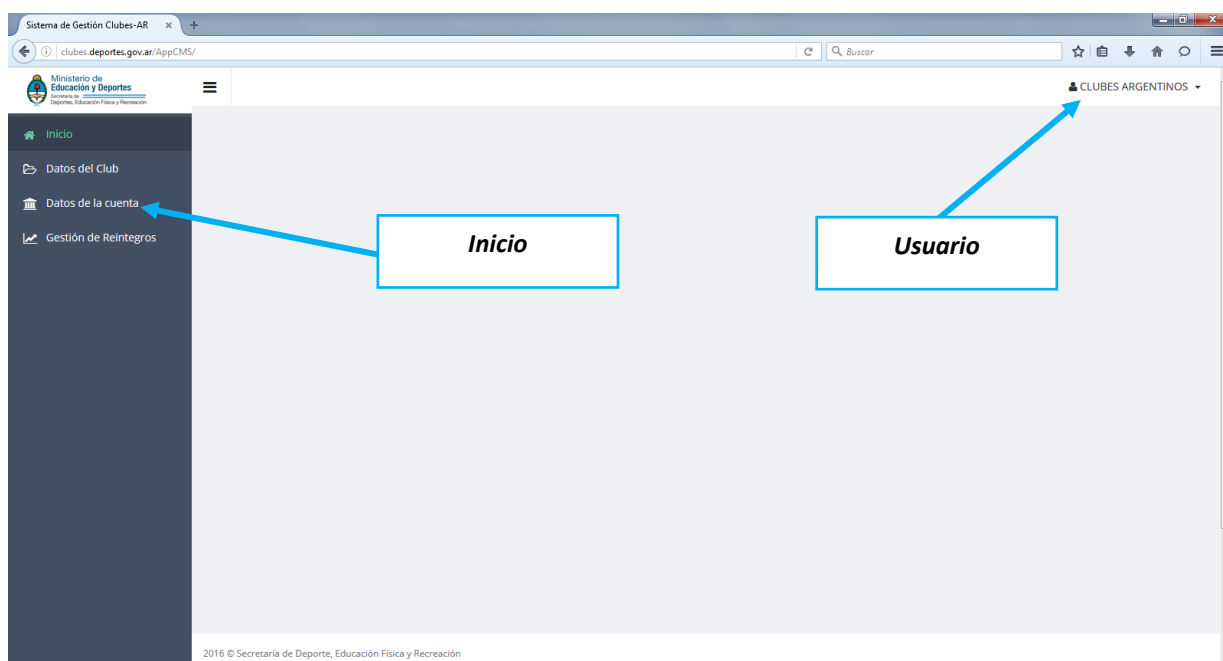 Sistema de Gestión Clubes-AR
clubes.deportes.gov.ar/AppCMS/
Buscar
Ministerio de
Educación y Deportes
Secretaría de
Deportes, Educación Física y Recreación
CLUBES ARGENTINOS
Inicio
Datos del Club
Datos de la cuenta
Gestión de Reintegros
Inicio
Usuario
2016 © Secretaría de Deporte, Educación Física y Recreación